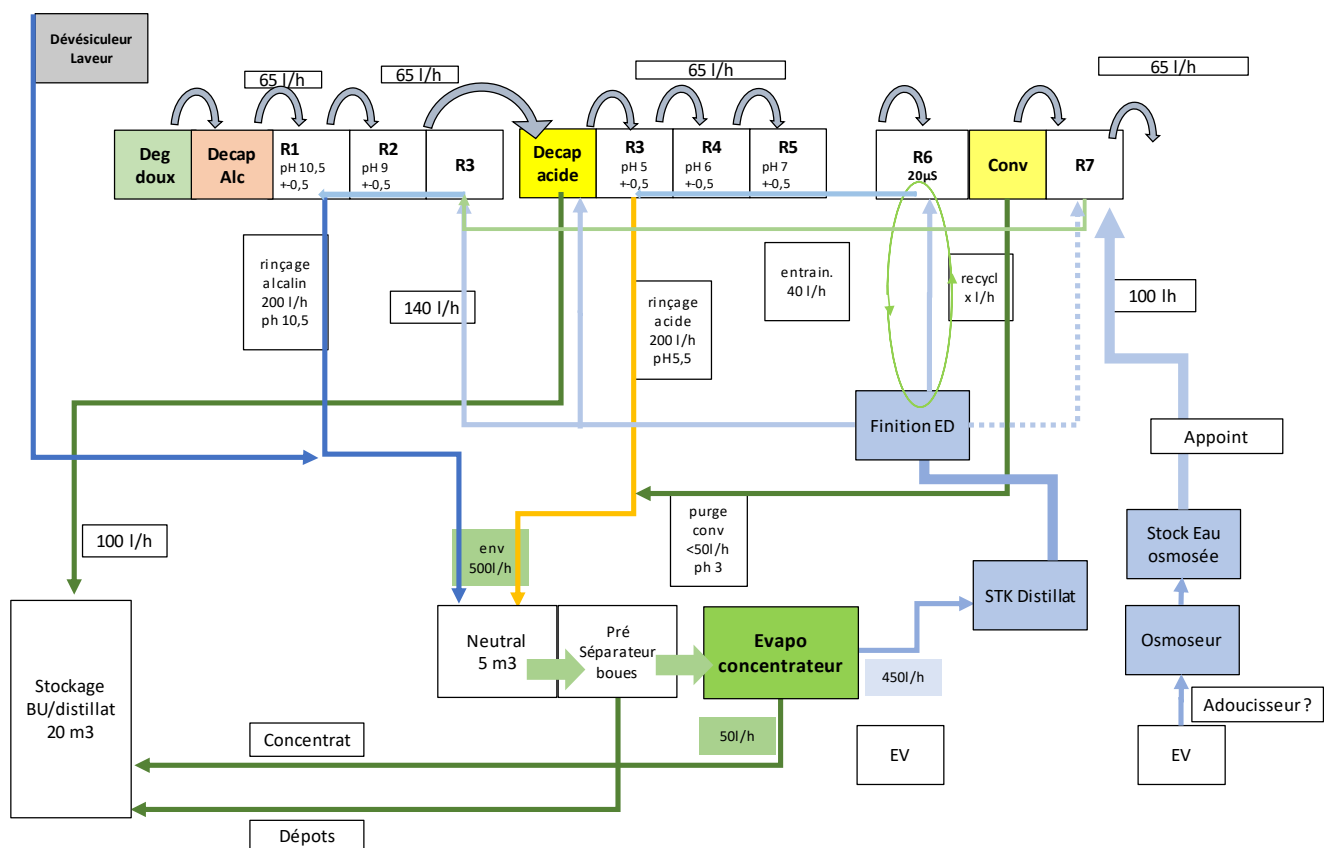 Dévésiculeur
Laveur
65 l/h
65 l/h
65 l/h
65 l/h
Deg
doux
Decap
Alc
R1
pH 10,5
+-0,5
R2
pH 9
+-0,5
R3
Decap
acide
R3
pH 5
+-0,5
R4
pH 6
+-0,5
R5
pH 7
+-0,5
R6
20µS
Conv
R7
rinçage
alcalin
200 l/h
ph 10,5
140 l/h
rinçage
acide
200 l/h
pH5,5
entrain.
40 l/h
recycl
x l/h
100 lh
Finition ED
Appoint
100 l/h
env
500l/h
purge
conv
<50l/h
ph 3
Stock Eau
osmosée
STK Distillat
Osmoseur
Neutral
5 m3
Pré
Séparateur
boues
Evapo
concentrateur
450l/h
Adoucisseur ?
Stockage
BU/distillat
20 m3
Concentrat
50l/h
EV
EV
Dépots